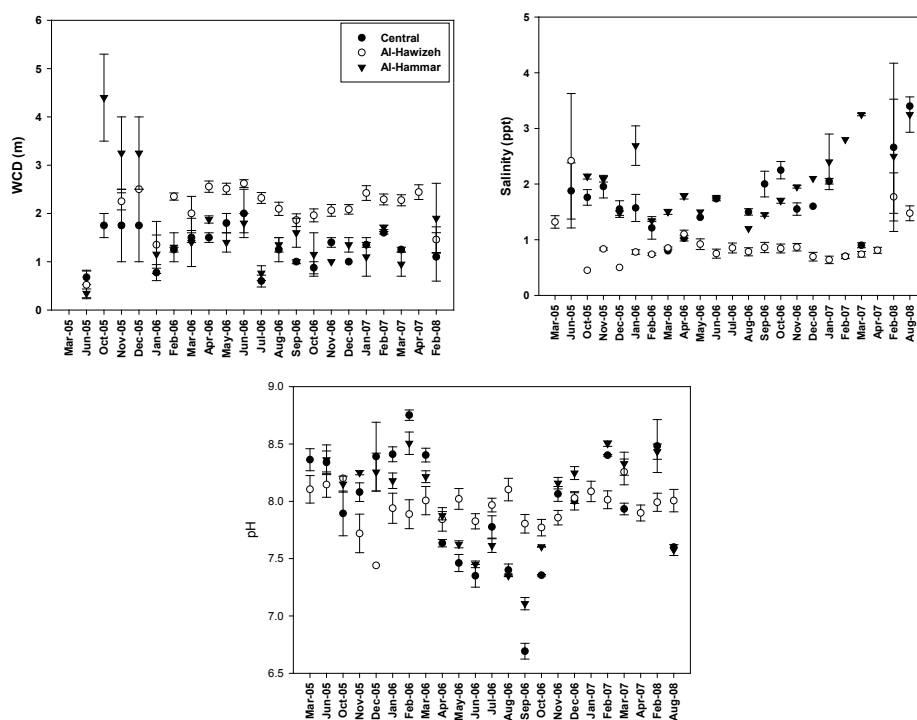 WCD (m)
6
5
4
3
2
1
0
Central
Al-Hawizeh
Al-Hammar
Mar-05
Jun-05
Oct-05
Nov-05
Dec-05
Jan-06
Feb-06
Mar-06
Apr-06
May-06
Jun-06
Jul-06
Aug-06
Sep-06
Oct-06
Nov-06
Dec-06
Jan-07
Feb-07
Mar-07
Apr-07
Feb-08
Salinity (ppt)
5
4
3
2
1
0
Mar-05
Jun-05
Oct-05
Nov-05
Dec-05
Jan-06
Feb-06
Mar-06
Apr-06
May-06
Jun-06
Jul-06
Aug-06
Sep-06
Oct-06
Nov-06
Dec-06
Jan-07
Feb-07
Mar-07
Apr-07
Feb-08
Aug-08
pH
9.0
8.5
8.0
7.5
7.0
6.5
Mar-05
Jun-05
Oct-05
Nov-05
Dec-05
Jan-06
Feb-06
Mar-06
Apr-06
May-06
Jun-06
Jul-06
Aug-06
Sep-06
Oct-06
Nov-06
Dec-06
Jan-07
Feb-07
Mar-07
Apr-07
Feb-08
Aug-08